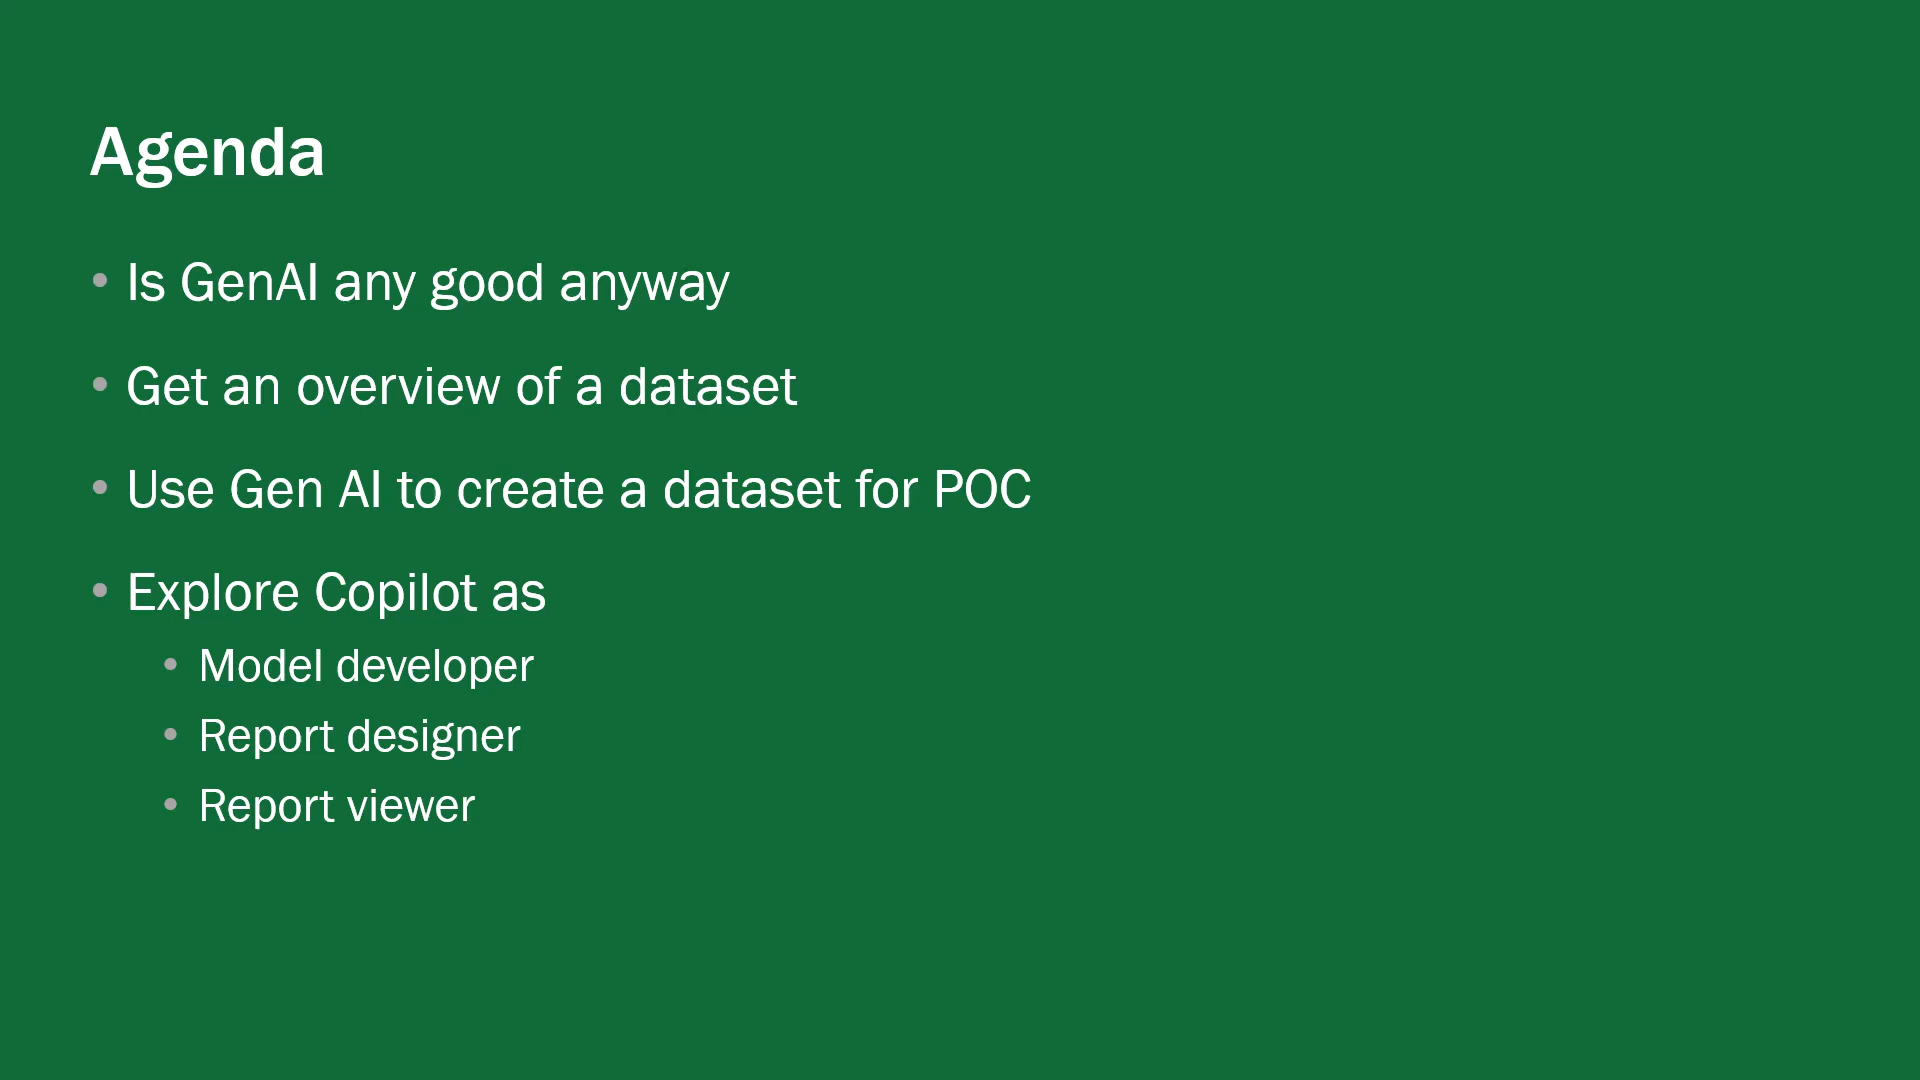 Agenda
• Is GenAI any good anyway
• Get an overview of a dataset
• Use Gen AI to create a dataset for POC
• Explore Copilot as
• Model developer
• Report designer
• Report viewer